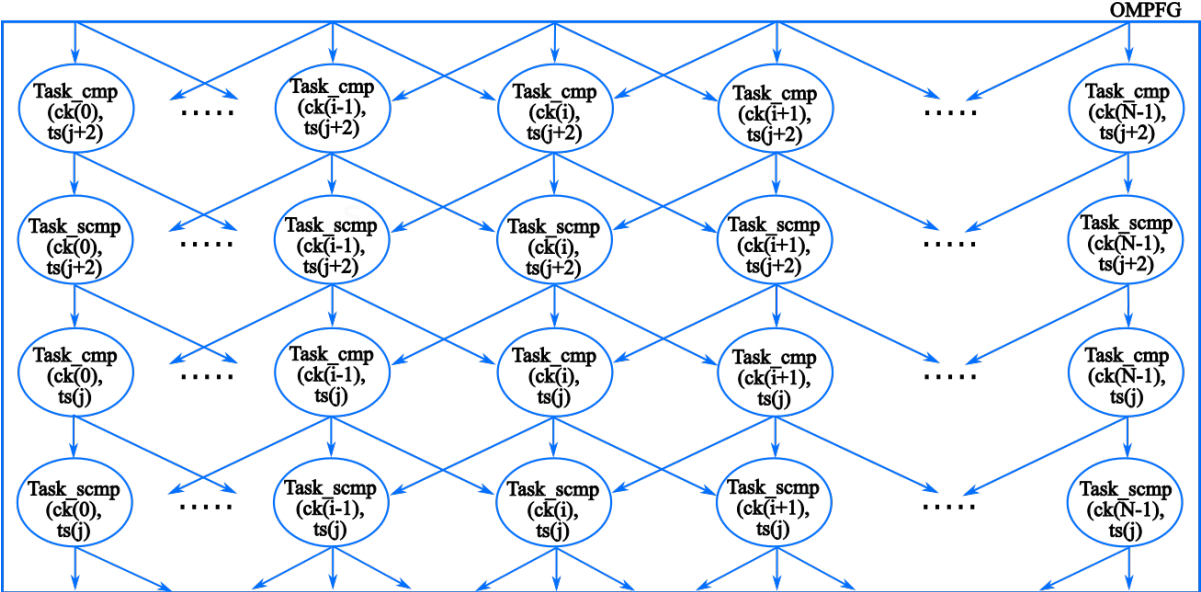 OMPFG
Task_cmp
(ck(0),
ts(j+2)
.....
Task_cmp
(ck(i-1),
ts(j+2)
Task_cmp
(ck(i),
ts(j+2)
Task_cmp
(ck(i+1),
ts(j+2)
.....
Task_cmp
(ck(N-1),
ts(j+2)
Task_scmp
(ck(0),
ts(j+2)
.....
Task_scmp
(ck(i-1),
ts(j+2)
Task_scmp
(ck(i),
ts(j+2)
Task_scmp
(ck(i+1),
ts(j+2)
.....
Task_scmp
(ck(N-1),
ts(j+2)
Task_cmp
(ck(0),
ts(j)
.....
Task_cmp
(ck(i-1),
ts(j)
Task_cmp
(ck(i),
ts(j)
Task_cmp
(ck(i+1),
ts(j)
.....
Task_cmp
(ck(N-1),
ts(j)
Task_scmp
(ck(0),
ts(j)
.....
Task_scmp
(ck(i-1),
ts(j)
Task_scmp
(ck(i),
ts(j)
Task_scmp
(ck(i+1),
ts(j)
.....
Task_scmp
(ck(N-1),
ts(j)